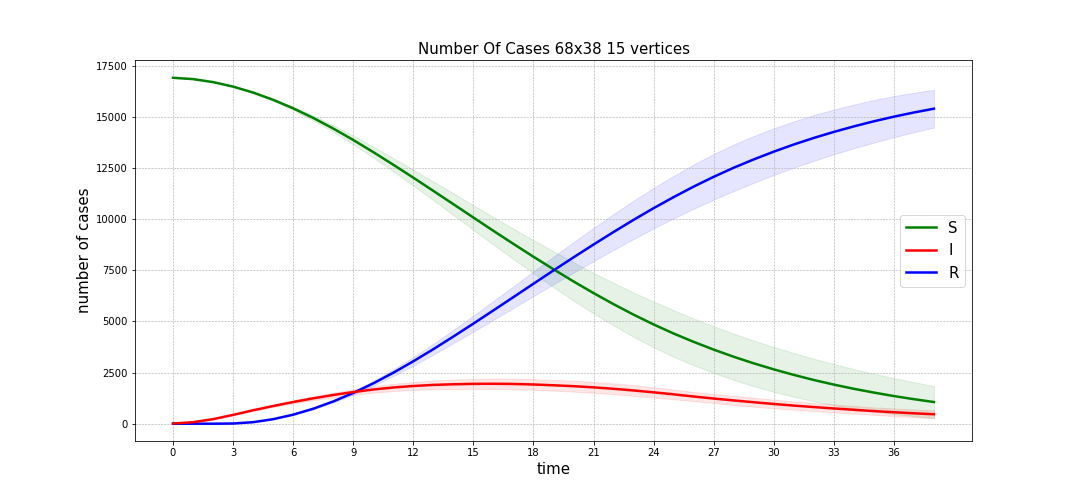 Number Of Cases 68x38 15 vertices
17500
15000
12500
10000
7500
5000
2500
0
number of cases
S
I
R
0 3 6 9 12 15 18 21 24 27 30 33 36
time